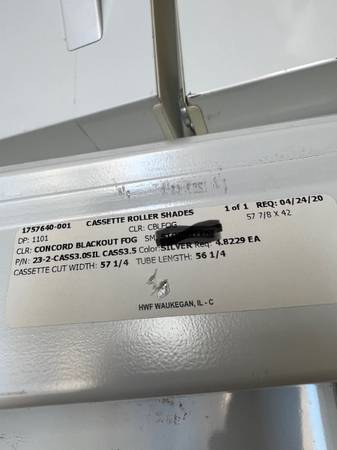 1757640-001 CASSETTE ROLLER SHADES 1 of 1 REQ: 04/24/20
DP: 1101 CLR: CBLFOG 57 7/8 X 42
CLR: CONCORD BLACKOUT FOG SM
P/N: 23-2-CASS3.0SIL CASS3.5 Color:SILVER Req: 4.8229 EA
CASSETTE CUT WIDTH: 57 1/4 TUBE LENGTH: 56 1/4
HWF WAUKEGAN, IL - C